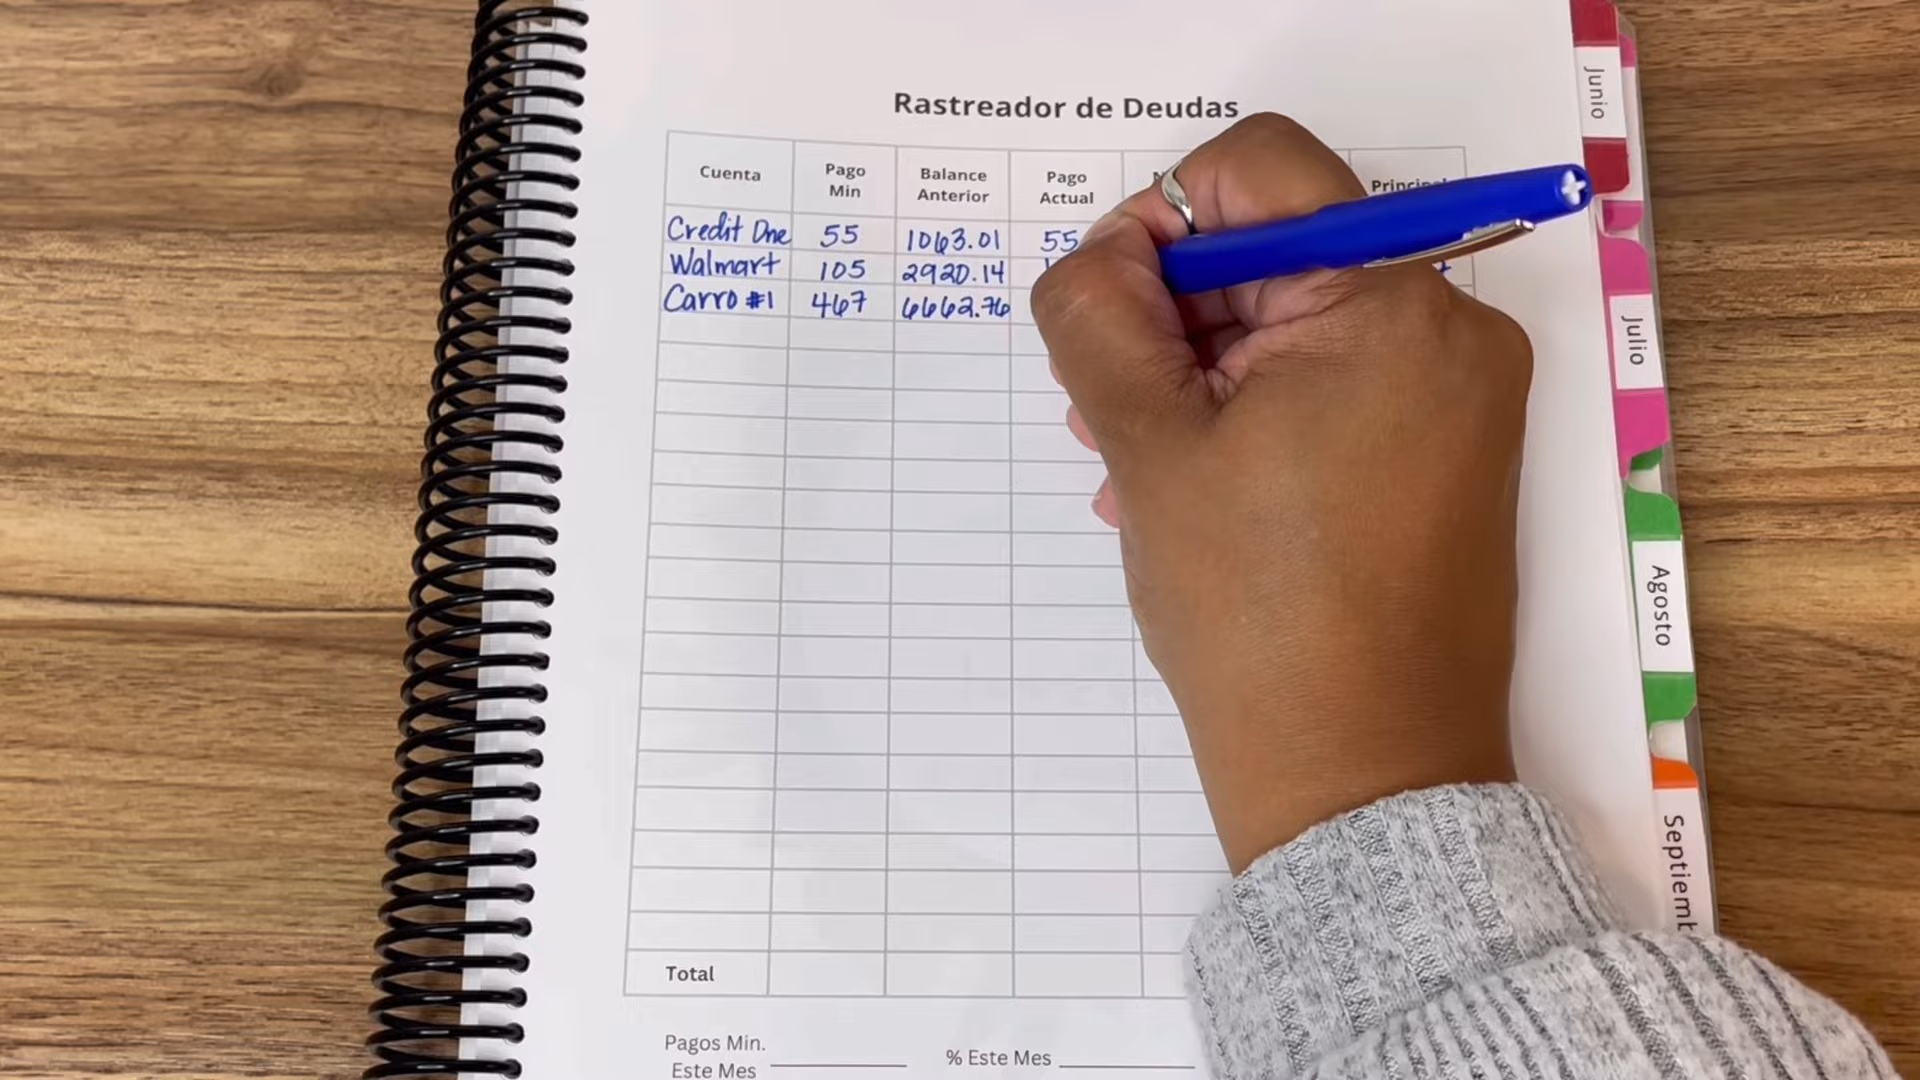 Rastreador de Deudas
Cuenta Pago Min Balance Anterior Pago Actual
Credit One 55 1063.01 55
Walmart 105 2920.14
Carro #1 467 6662.76
Total
Pagos Min. Este Mes % Este Mes
Junio
Julio
Agosto